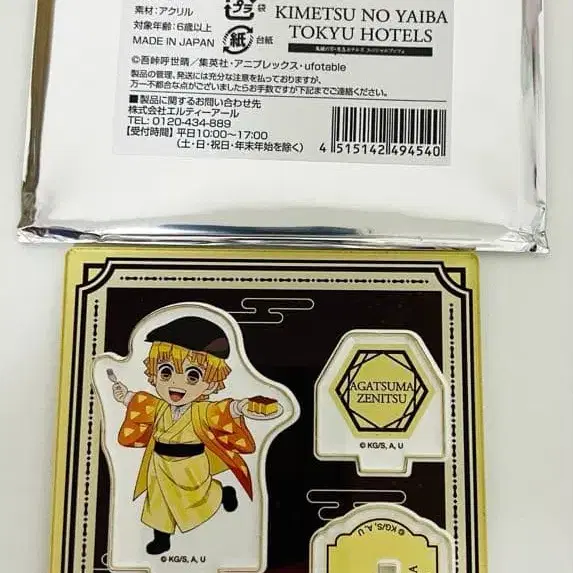 素材：アクリル
対象年齢：6歳以上
MADE IN JAPAN
プラ
袋
紙
台紙
KIMETSU NO YAIBA
TOKYU HOTELS
©吾峠呼世晴／集英社・アニプレックス・ufotable
製品の管理、発送には充分な注意を払っておりますが、
万一不都合な点がございましたらお手数ですが下記までご連絡ください。
■製品に関するお問い合わせ先
株式会社エルティーアール
TEL: 0120-434-889
【受付時間】平日10:00～17:00
（土・日・祝日・年末年始を除く）
4 515142 494540
AGATSUMA
ZENITSU
©KG/S, A, U
©KG/S, A, U
©KG/S, A, U